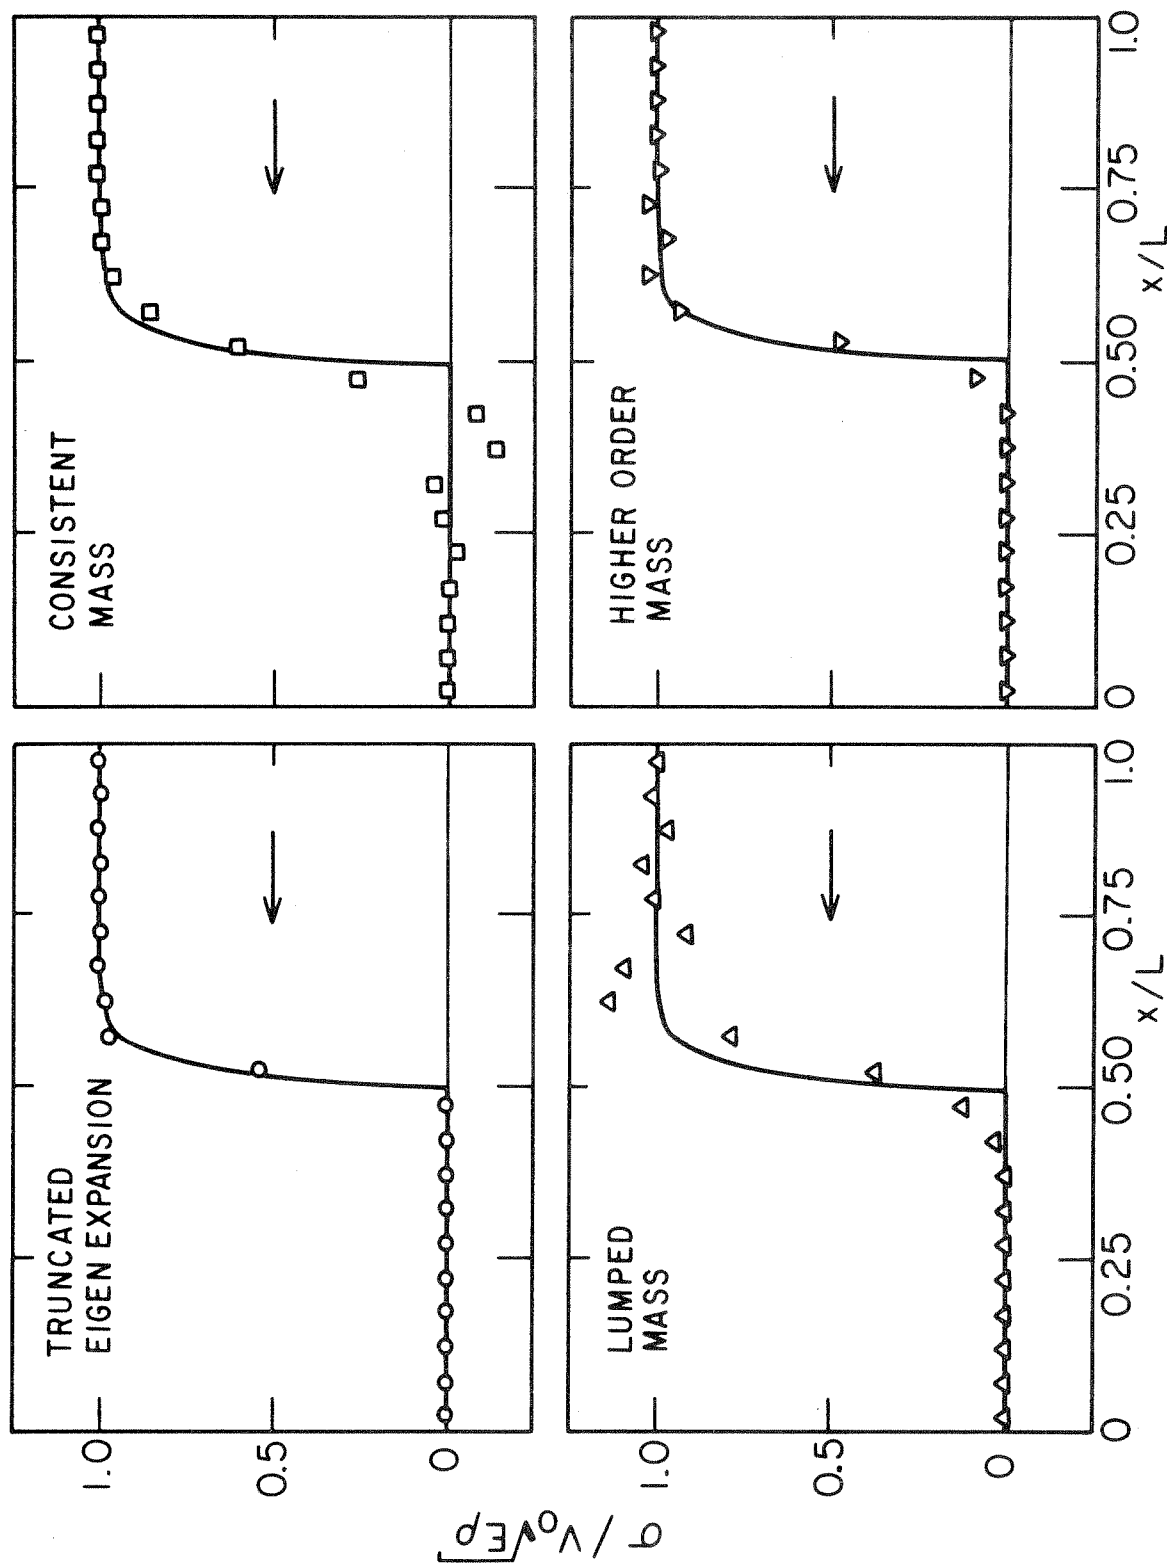 TRUNCATED
EIGEN EXPANSION
CONSISTENT
MASS
1.0
0.5
0
σ/V₀√Eρ
LUMPED
MASS
HIGHER ORDER
MASS
1.0
0.5
0
0 0.25 0.50 0.75 1.0
x/L
0 0.25 0.50 0.75 1.0
x/L